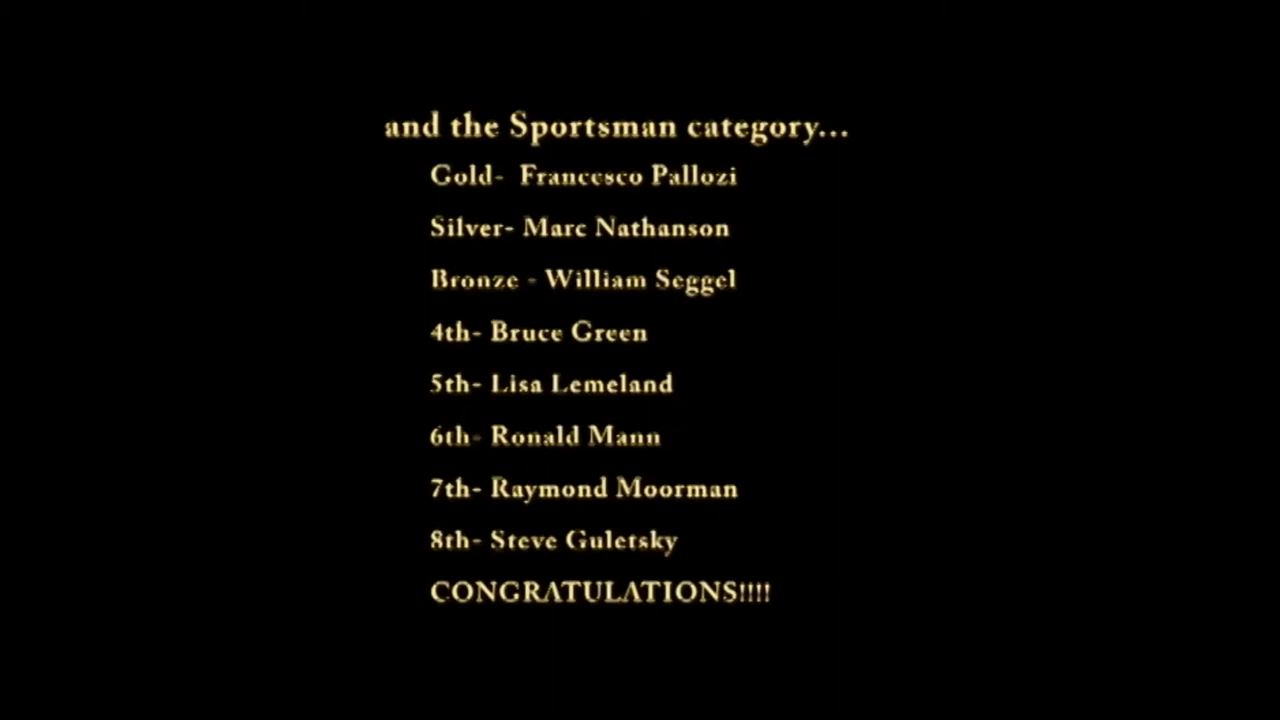 and the Sportsman category...
Gold- Francesco Pallozi
Silver- Marc Nathanson
Bronze - William Seggel
4th- Bruce Green
5th- Lisa Lemeland
6th- Ronald Mann
7th- Raymond Moorman
8th- Steve Guletsky
CONGRATULATIONS!!!!